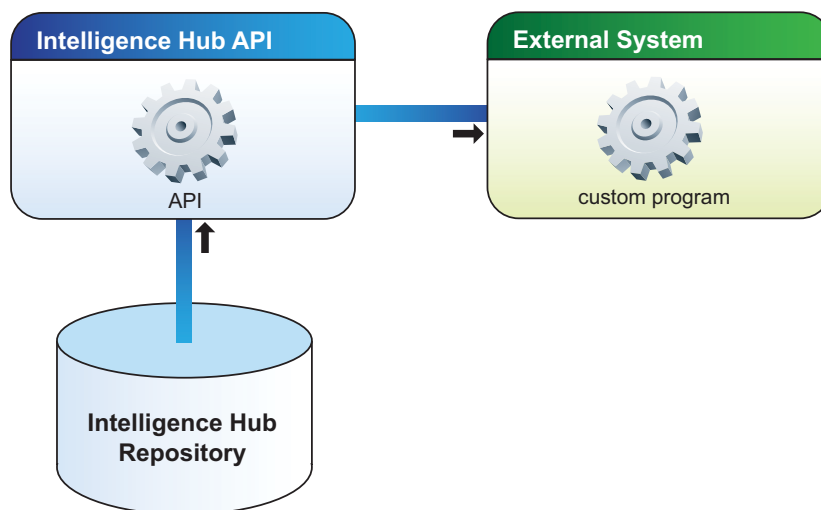 Intelligence Hub API
External System
API
custom program
Intelligence Hub
Repository